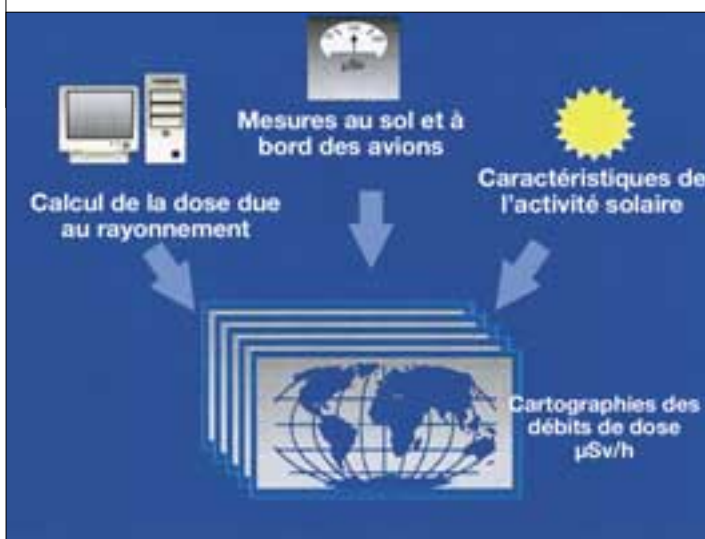 µSv
Mesures au sol et à
bord des avions
Calcul de la dose due
au rayonnement
Caractéristiques de
l'activité solaire
Cartographies des
débits de dose
µSv/h